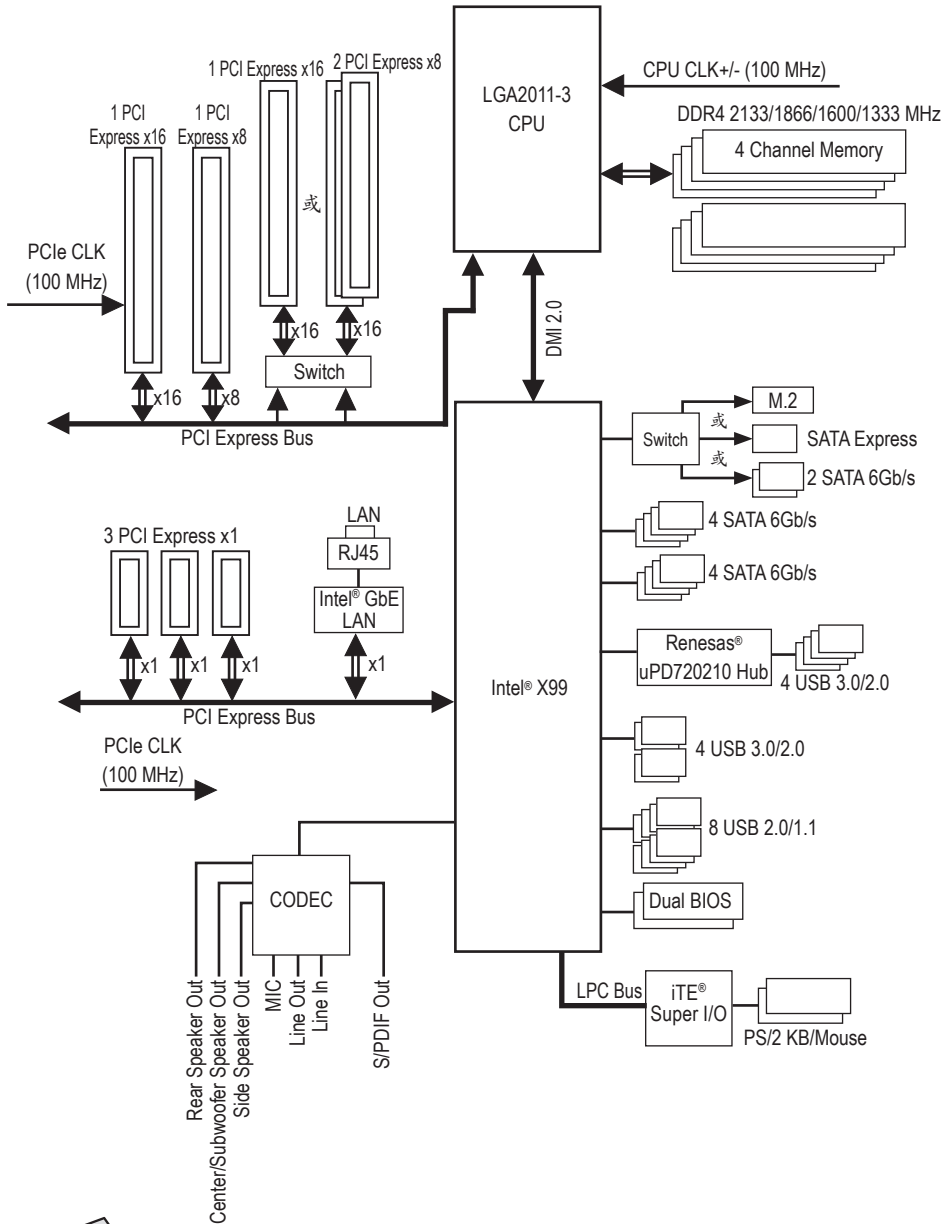 1 PCI
Express x16
1 PCI
Express x8
1 PCI Express x16
2 PCI Express x8
或
LGA2011-3
CPU
CPU CLK+/- (100 MHz)
DDR4 2133/1866/1600/1333 MHz
4 Channel Memory
PCIe CLK
(100 MHz)
x16
x8
x16
x16
Switch
PCI Express Bus
DMI 2.0
Switch
或
或
M.2
SATA Express
2 SATA 6Gb/s
4 SATA 6Gb/s
4 SATA 6Gb/s
3 PCI Express x1
LAN
RJ45
Intel® GbE
LAN
x1
x1
x1
x1
PCI Express Bus
PCIe CLK
(100 MHz)
Intel® X99
Renesas®
uPD720210 Hub
4 USB 3.0/2.0
4 USB 3.0/2.0
8 USB 2.0/1.1
Dual BIOS
CODEC
LPC Bus
iTE®
Super I/O
PS/2 KB/Mouse
Rear Speaker Out
Center/Subwoofer Speaker Out
Side Speaker Out
MIC
Line Out
Line In
S/PDIF Out